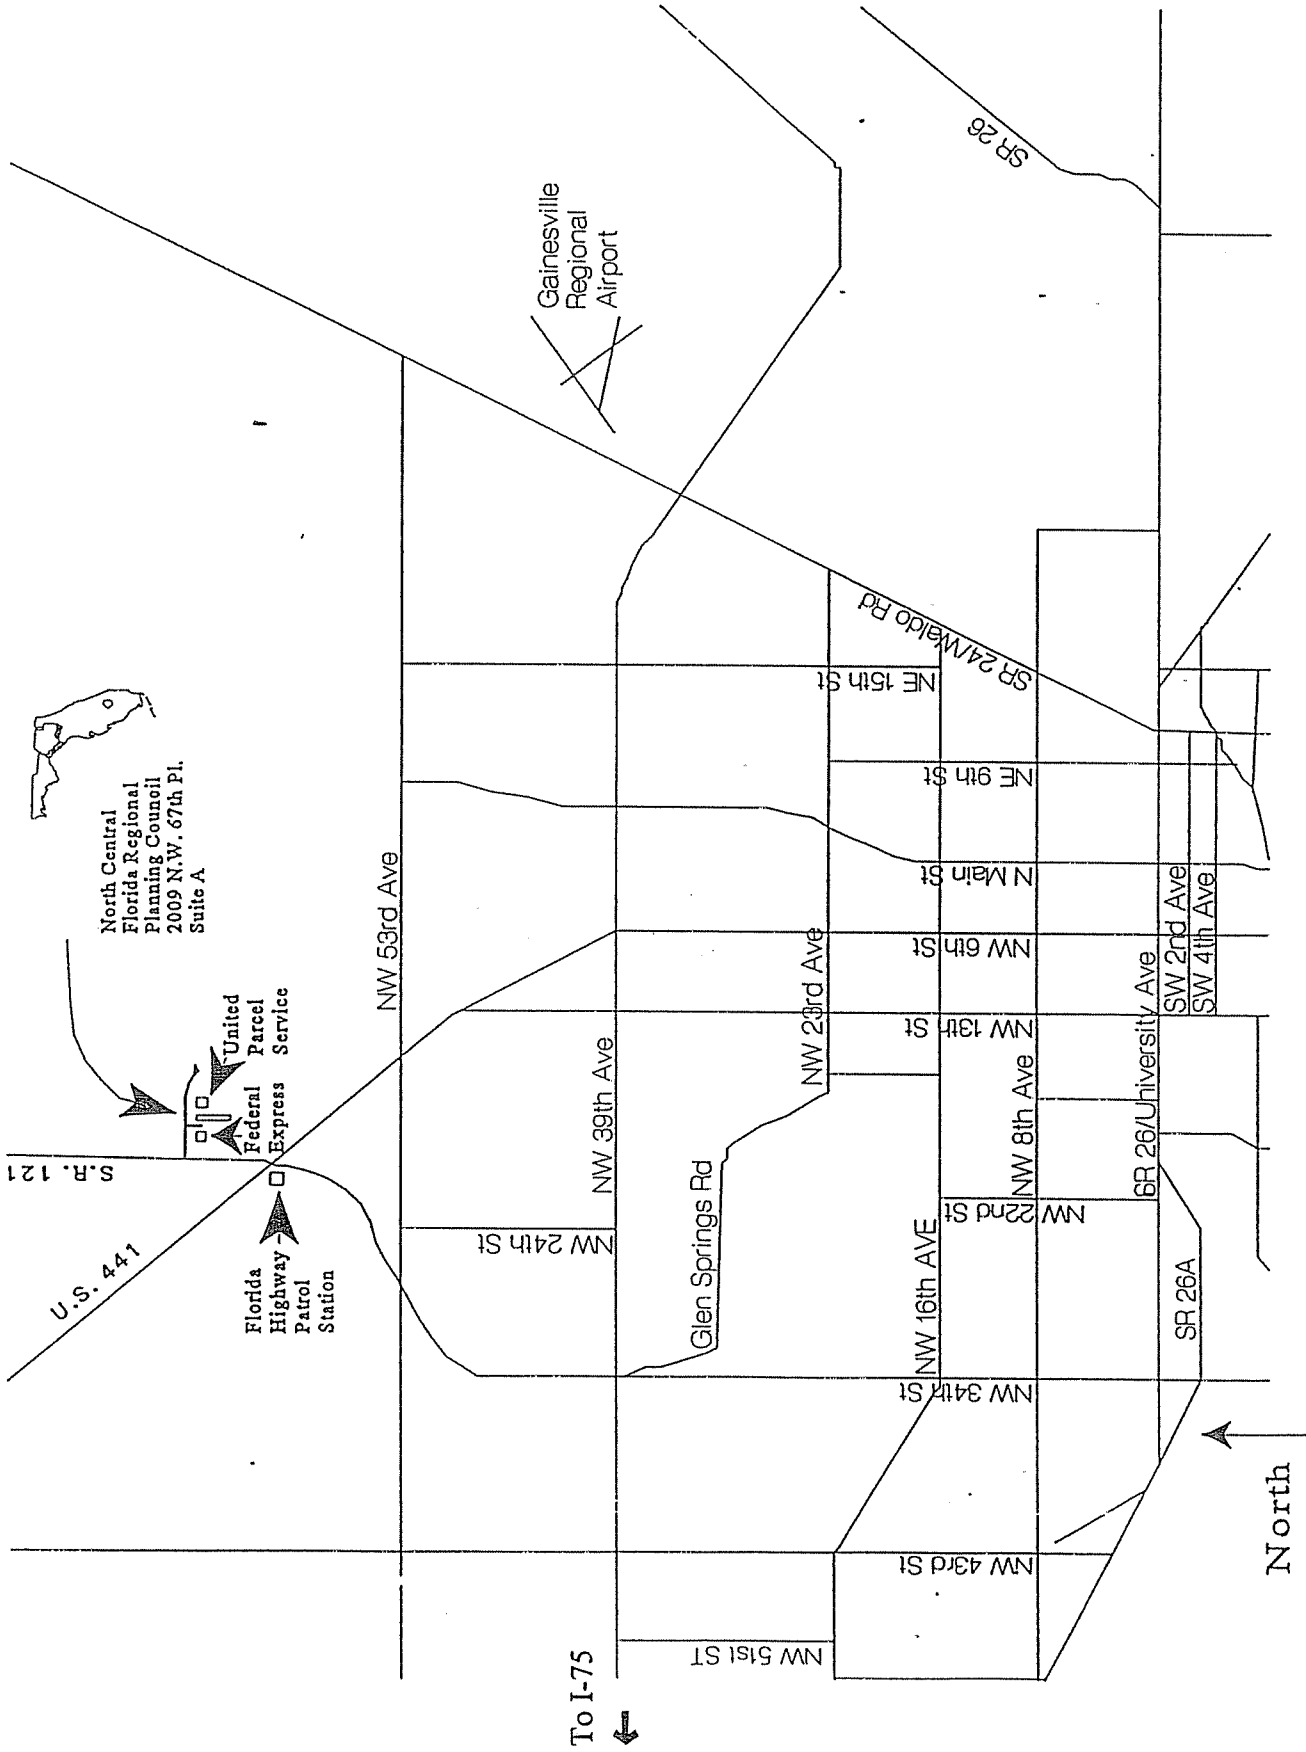 North Central
Florida Regional
Planning Council
2009 N.W. 67th Pl.
Suite A
United
Parcel
Service
Federal
Express
S.R. 121
U.S. 441
Florida
Highway
Patrol
Station
NW 53rd Ave
Gainesville
Regional
Airport
NW 24th St
NW 39th Ave
Glen Springs Rd
NW 23rd Ave
NE 15th St
SR 24/Waldo Rd
SR 26
NE 9th St
N Main St
NW 6th St
NW 13th St
NW 16th AVE
NW 22nd St
NW 8th Ave
SR 26/University Ave
SW 2nd Ave
SW 4th Ave
NW 34th St
SR 26A
NW 43rd St
NW 51st ST
To I-75
North